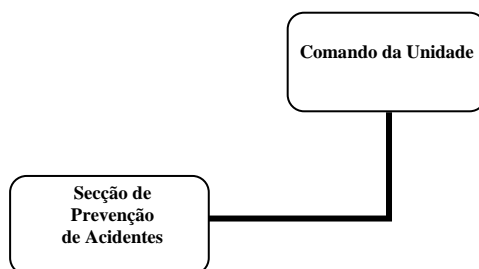 Comando da Unidade
Secção de
Prevenção
de Acidentes